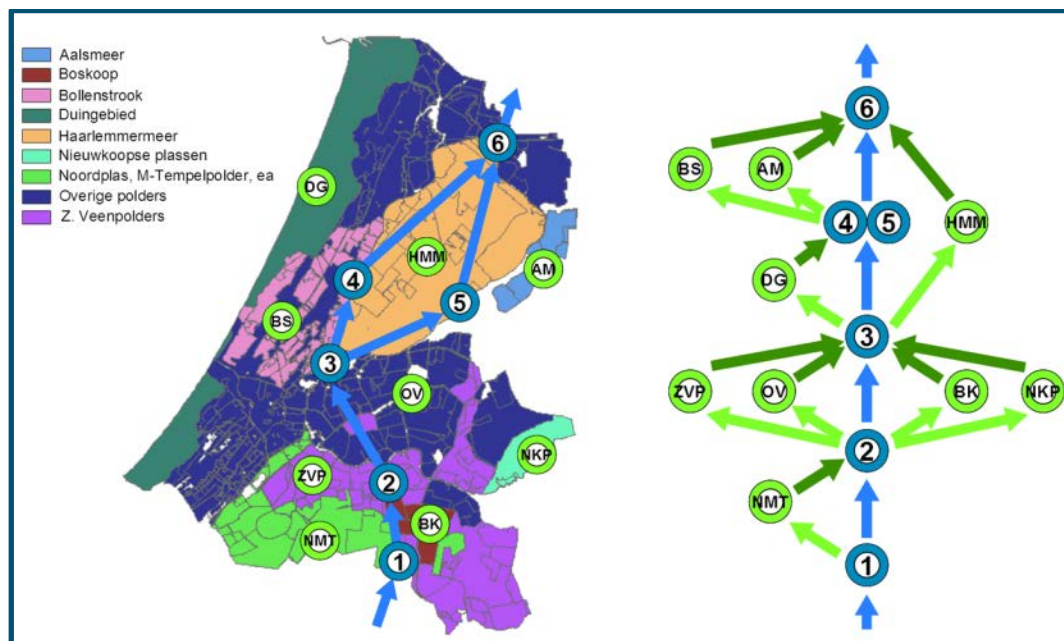 Aalsmeer
Boskoop
Bollenstrook
Duingebied
Haarlemmermeer
Nieuwkoopse plassen
Noordplas, M-Tempelpolder, ea
Overige polders
Z. Veenpolders
6
DG
HMM
AM
4
5
BS
3
OV
NKP
ZVP
2
BK
NMT
1
6
BS
AM
4
5
HMM
DG
3
ZVP
OV
BK
NKP
2
NMT
1